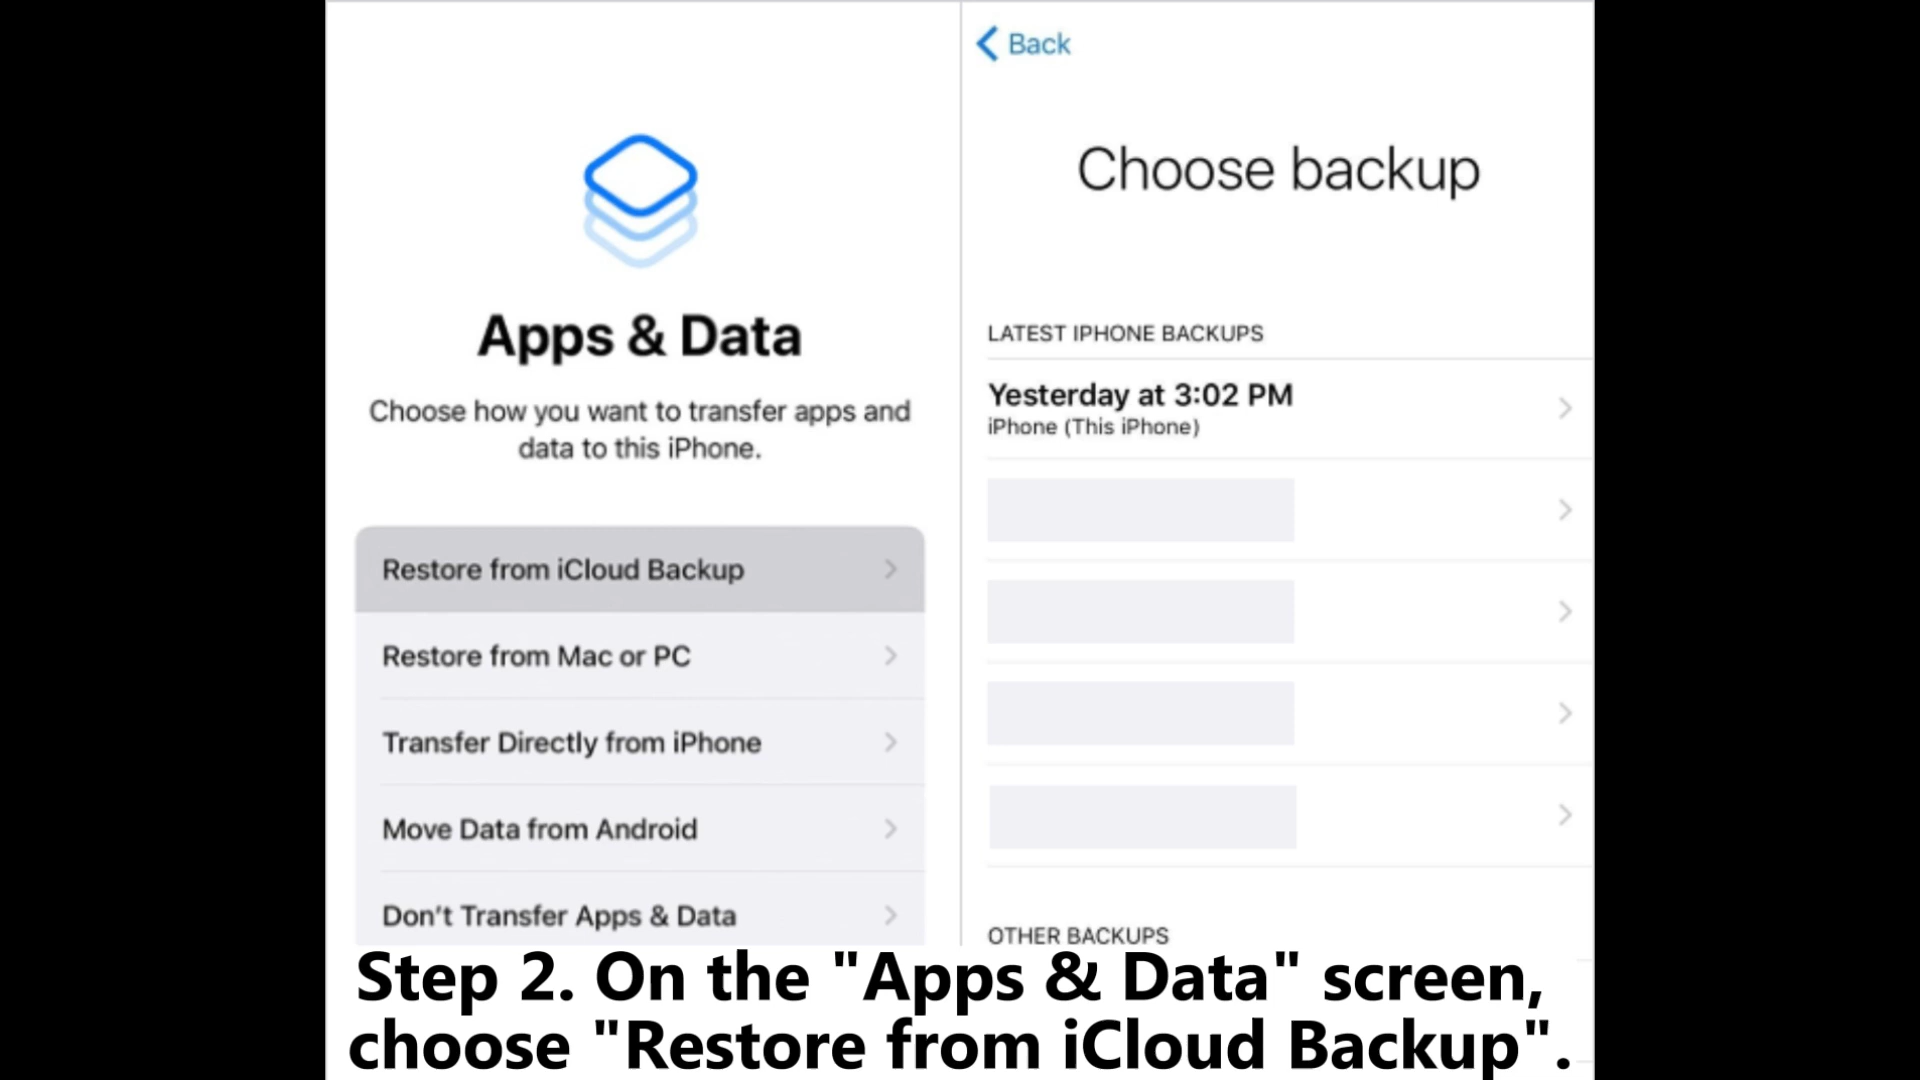 Apps & Data
Choose how you want to transfer apps and
data to this iPhone.
Restore from iCloud Backup
Restore from Mac or PC
Transfer Directly from iPhone
Move Data from Android
Don't Transfer Apps & Data
Back
Choose backup
LATEST IPHONE BACKUPS
Yesterday at 3:02 PM
iPhone (This iPhone)
OTHER BACKUPS
Step 2. On the "Apps & Data" screen,
choose "Restore from iCloud Backup".